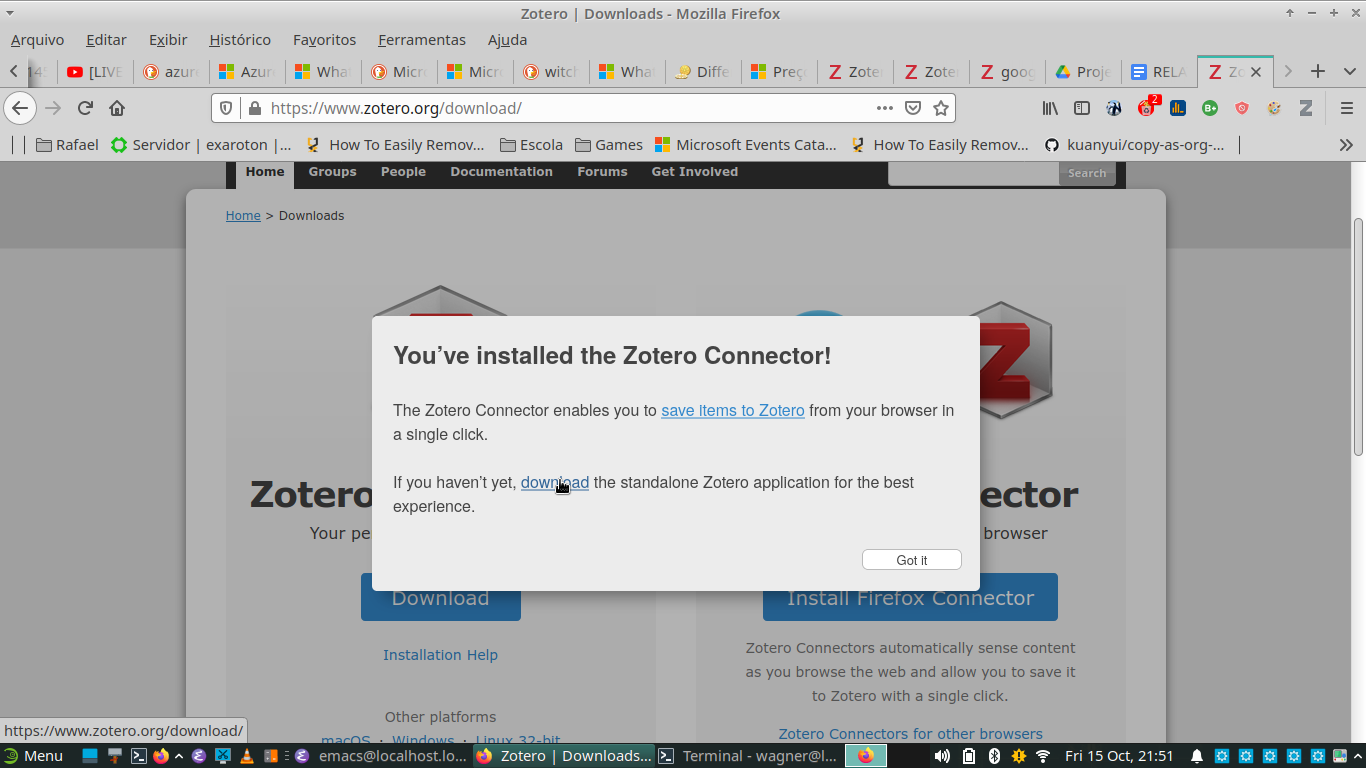 Zotero | Downloads - Mozilla Firefox
Arquivo Editar Exibir Histórico Favoritos Ferramentas Ajuda
[LIVE azur Azur What Micr Micr witch What Diffe Preç Zote Zote goog Proje RELA Zo
https://www.zotero.org/download/
2
Rafael Servidor | exaroton |... How To Easily Remov... Escola Games Microsoft Events Cata... How To Easily Remov... kuanyui/copy-as-org-...
Home Groups People Documentation Forums Get Involved Search
Home > Downloads
You've installed the Zotero Connector!
The Zotero Connector enables you to save items to Zotero from your browser in
a single click.
If you haven't yet, download the standalone Zotero application for the best
experience.
Got it
Zotero ector
Your pe browser
Download Install Firefox Connector
Installation Help
Zotero Connectors automatically sense content
as you browse the web and allow you to save it
to Zotero with a single click.
Other platforms
macOS · Windows · Linux 32-bit
Zotero Connectors for other browsers
https://www.zotero.org/download/
Menu emacs@localhost.lo... Zotero | Downloads... Terminal - wagner@l... Fri 15 Oct, 21:51